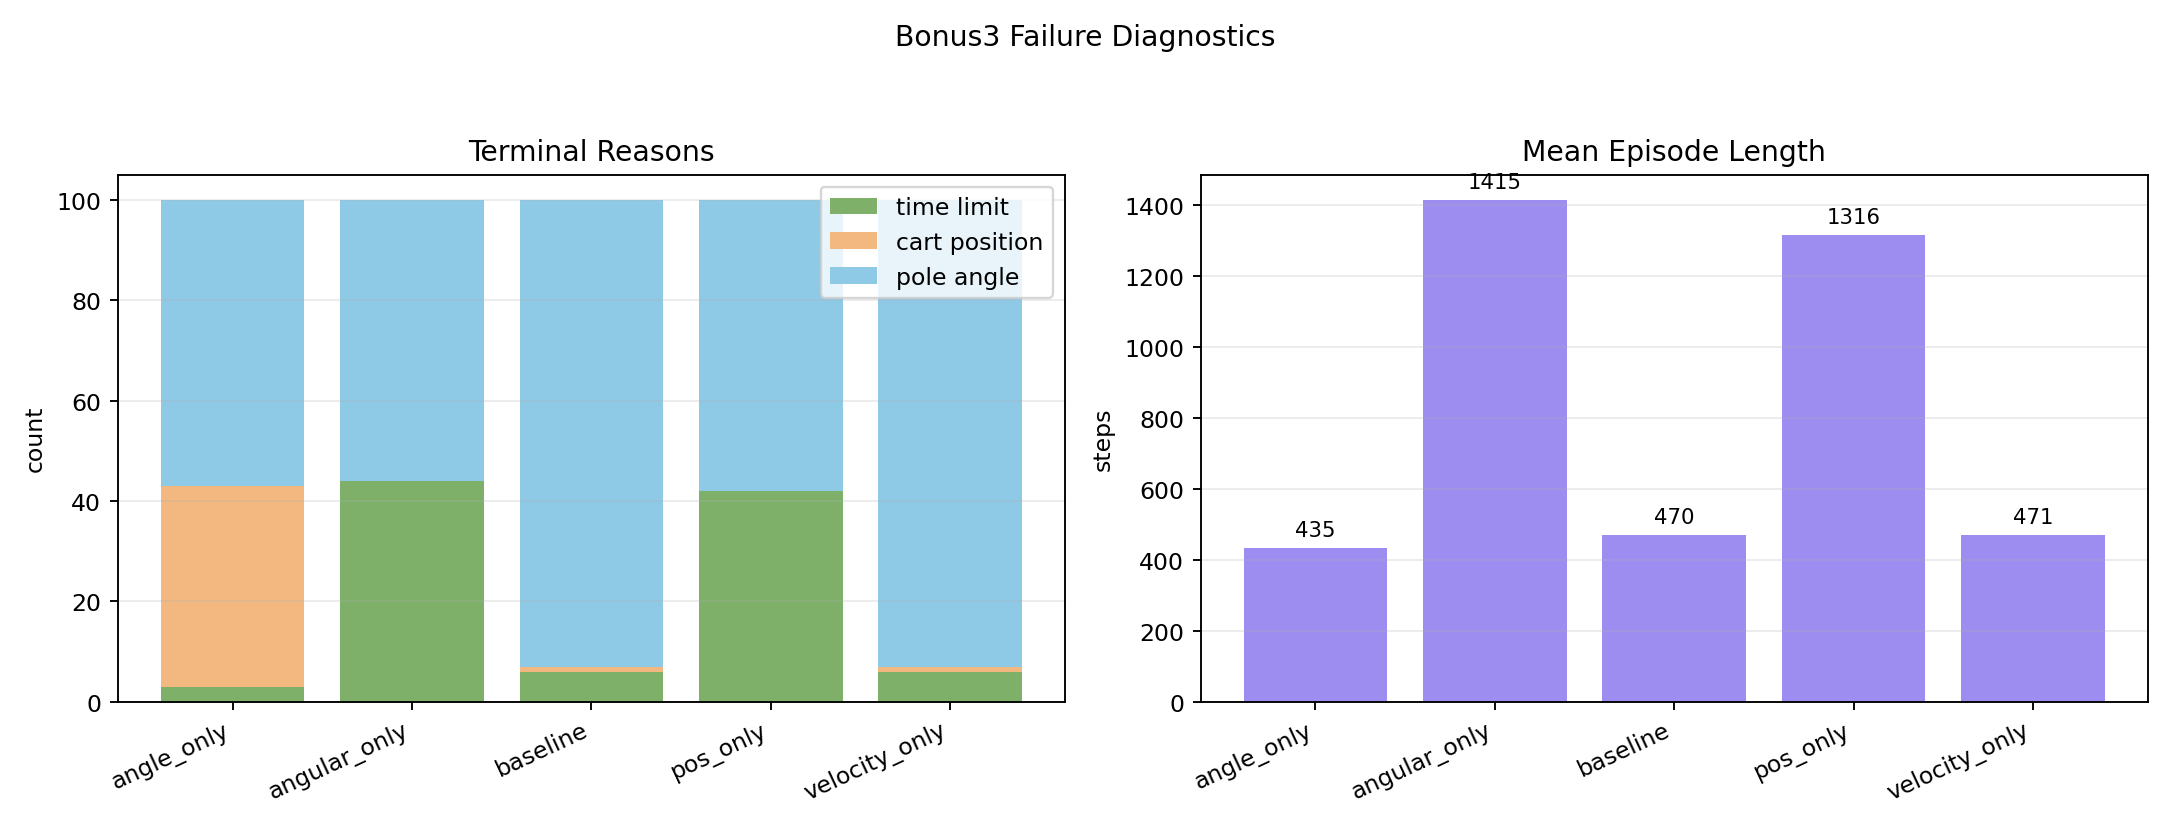 Bonus3 Failure Diagnostics
Terminal Reasons
time limit
cart position
pole angle
count
100
80
60
40
20
0
angle_only
angular_only
baseline
pos_only
velocity_only
Mean Episode Length
steps
1400
1200
1000
800
600
400
200
0
435
1415
470
1316
471
angle_only
angular_only
baseline
pos_only
velocity_only